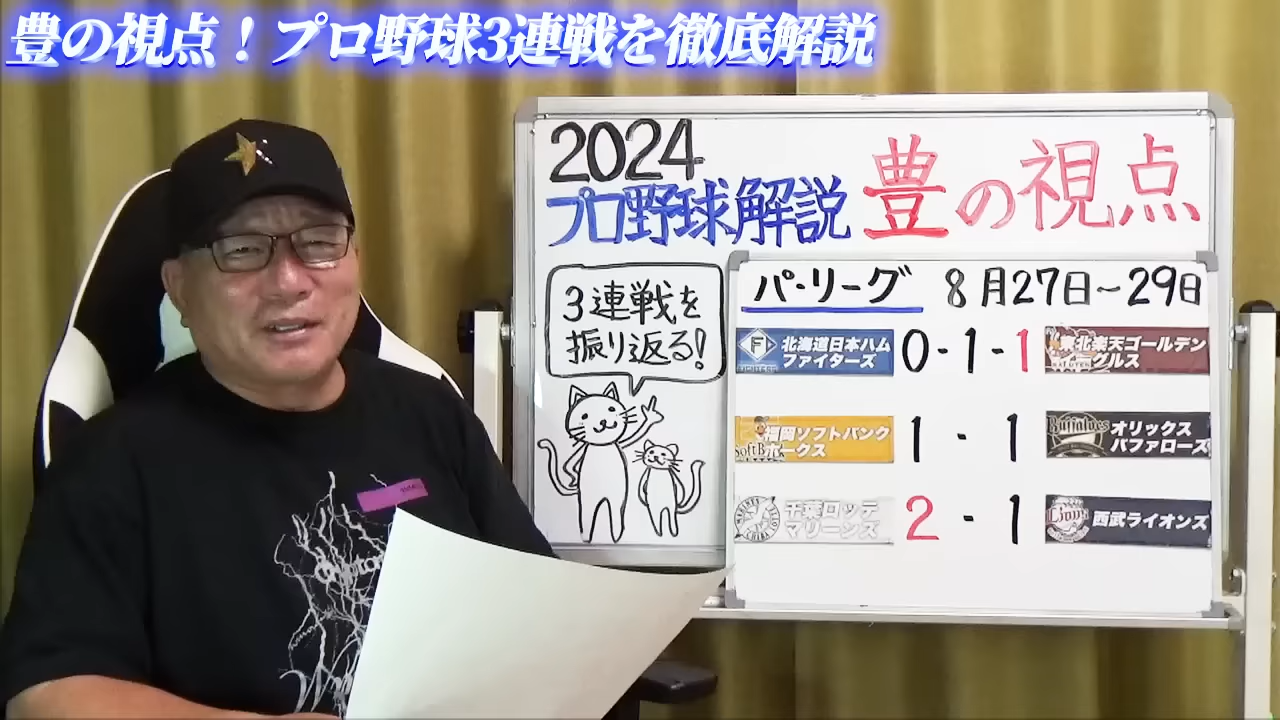 豊の視点！プロ野球3連戦を徹底解説
2024
プロ野球解説 豊の視点
3連戦を
振り返る!
パ・リーグ 8月27日～29日
北海道日本ハム
ファイターズ
0-1-1
東北楽天ゴールデン
イーグルス
福岡ソフトバンク
ホークス
1-1
Buffaloes
オリックス
バファローズ
千葉ロッテ
マリーンズ
2-1
Lions
西武ライオンズ